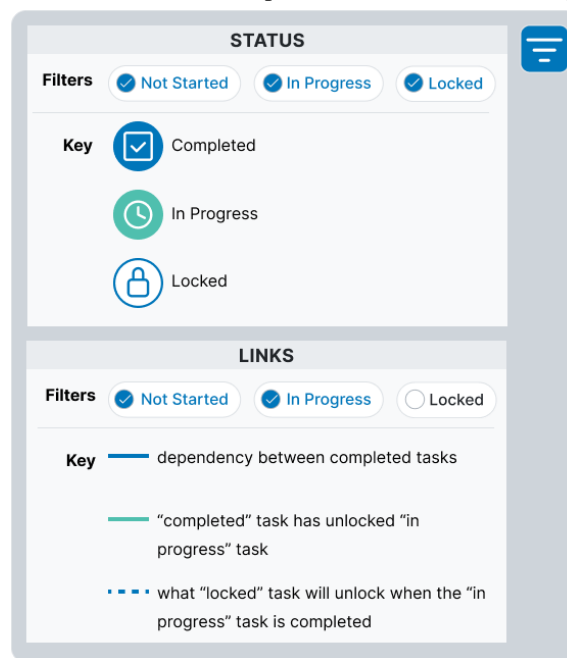 STATUS
Filters Not Started In Progress Locked
Key Completed
In Progress
Locked
LINKS
Filters Not Started In Progress Locked
Key dependency between completed tasks
“completed” task has unlocked “in
progress” task
what “locked” task will unlock when the “in
progress” task is completed